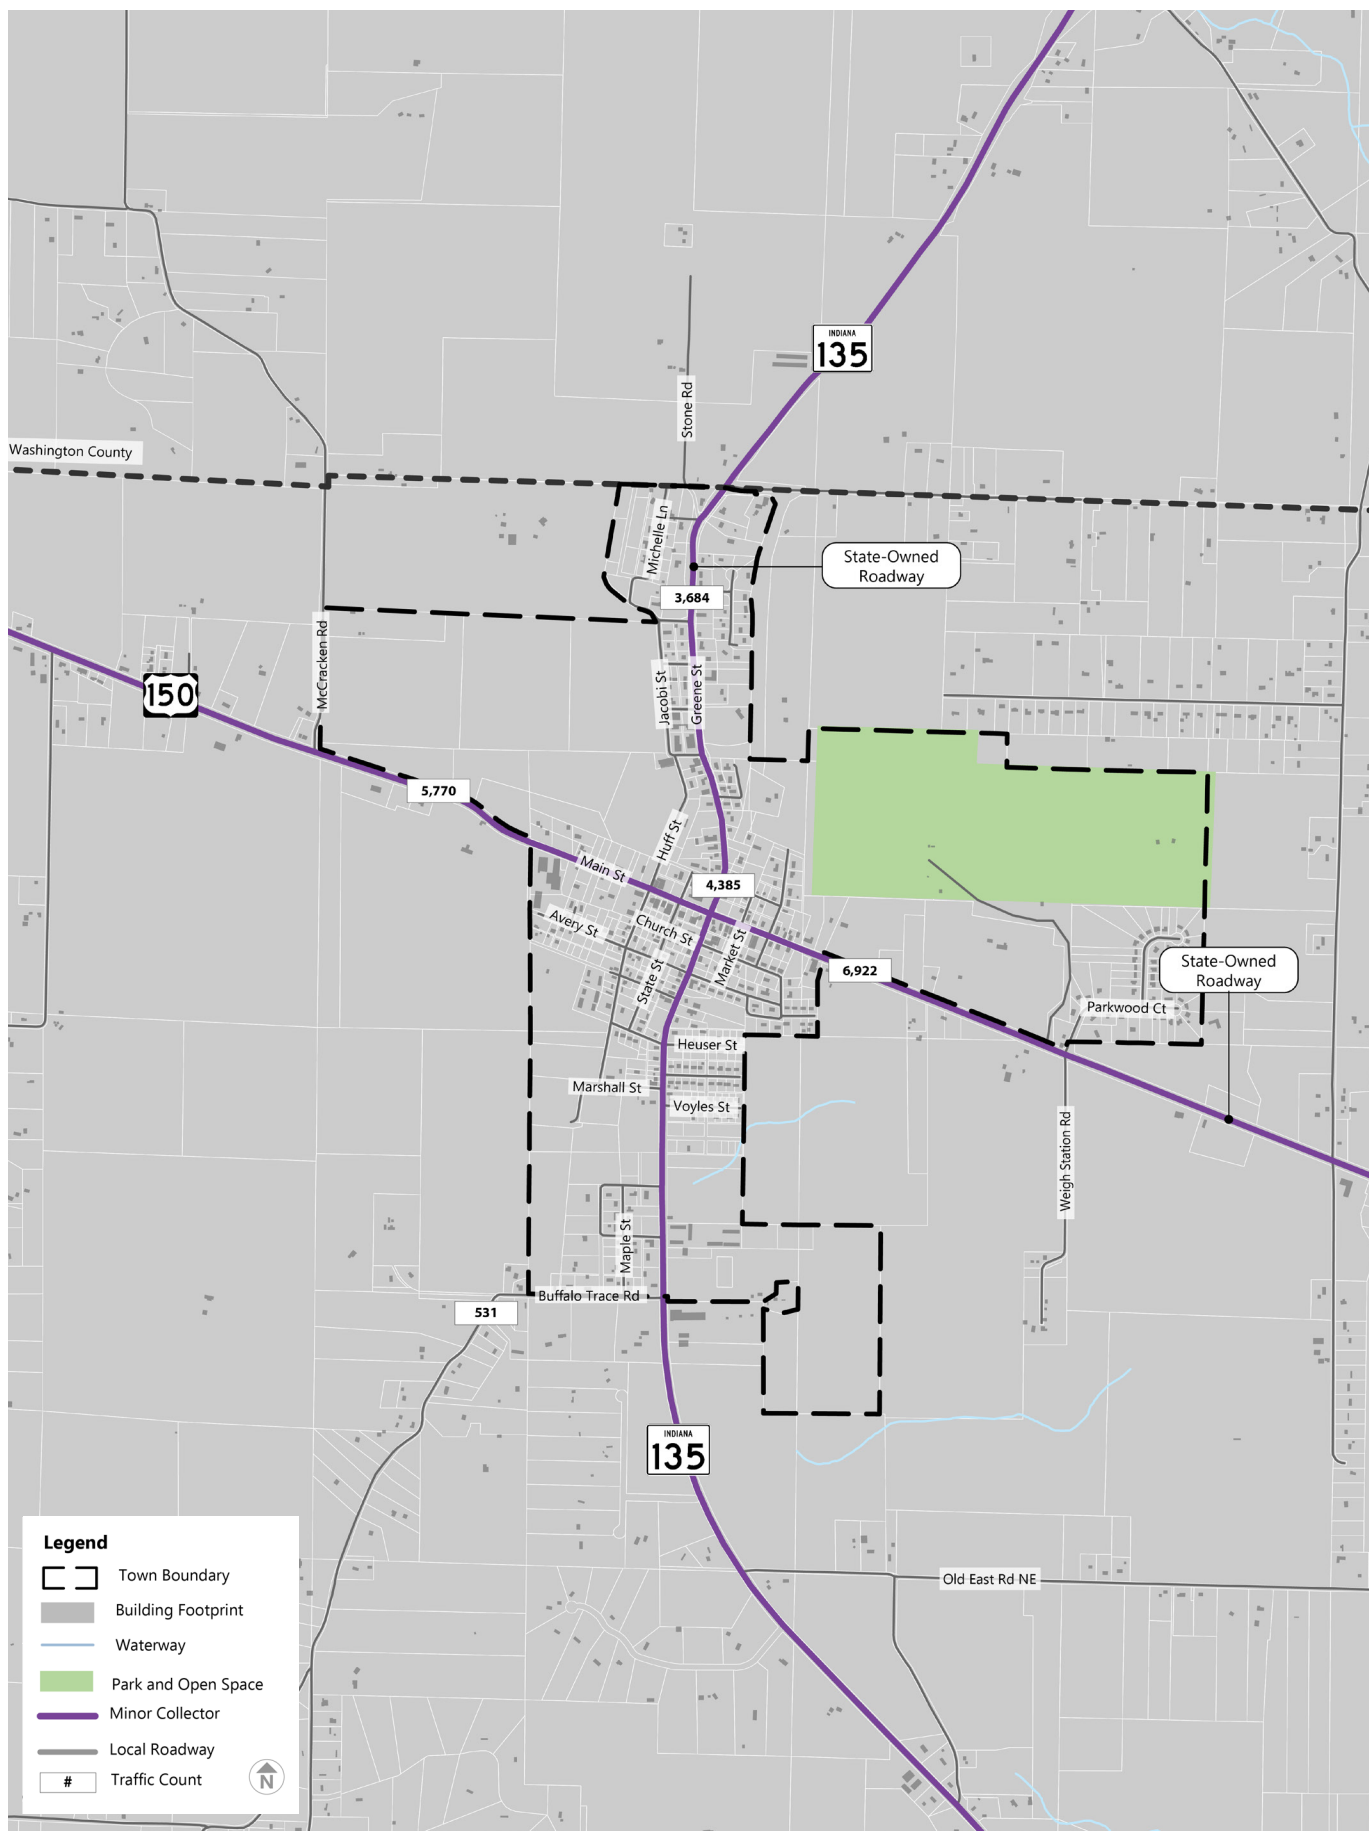 INDIANA
135
Stone Rd
Washington County
Michelle Ln
State-Owned
Roadway
3,684
McCracken Rd
150
Jacobi St
Greene St
5,770
Huff St
Main St
4,385
Avery St
Church St
Market St
State St
6,922
State-Owned
Roadway
Parkwood Ct
Heuser St
Marshall St
Voyles St
Weigh Station Rd
Maple St
Buffalo Trace Rd
531
INDIANA
135
Old East Rd NE
Legend
Town Boundary
Building Footprint
Waterway
Park and Open Space
Minor Collector
Local Roadway
# Traffic Count
N